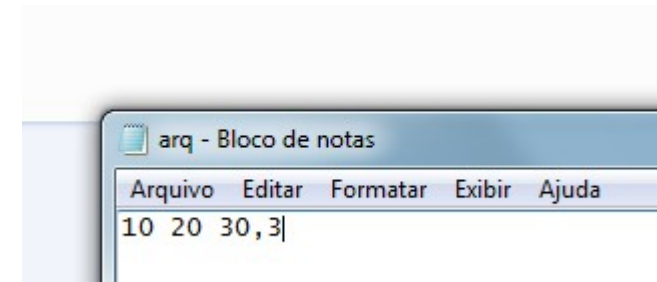 arq - Bloco de notas
Arquivo Editar Formatar Exibir Ajuda
10 20 30,3